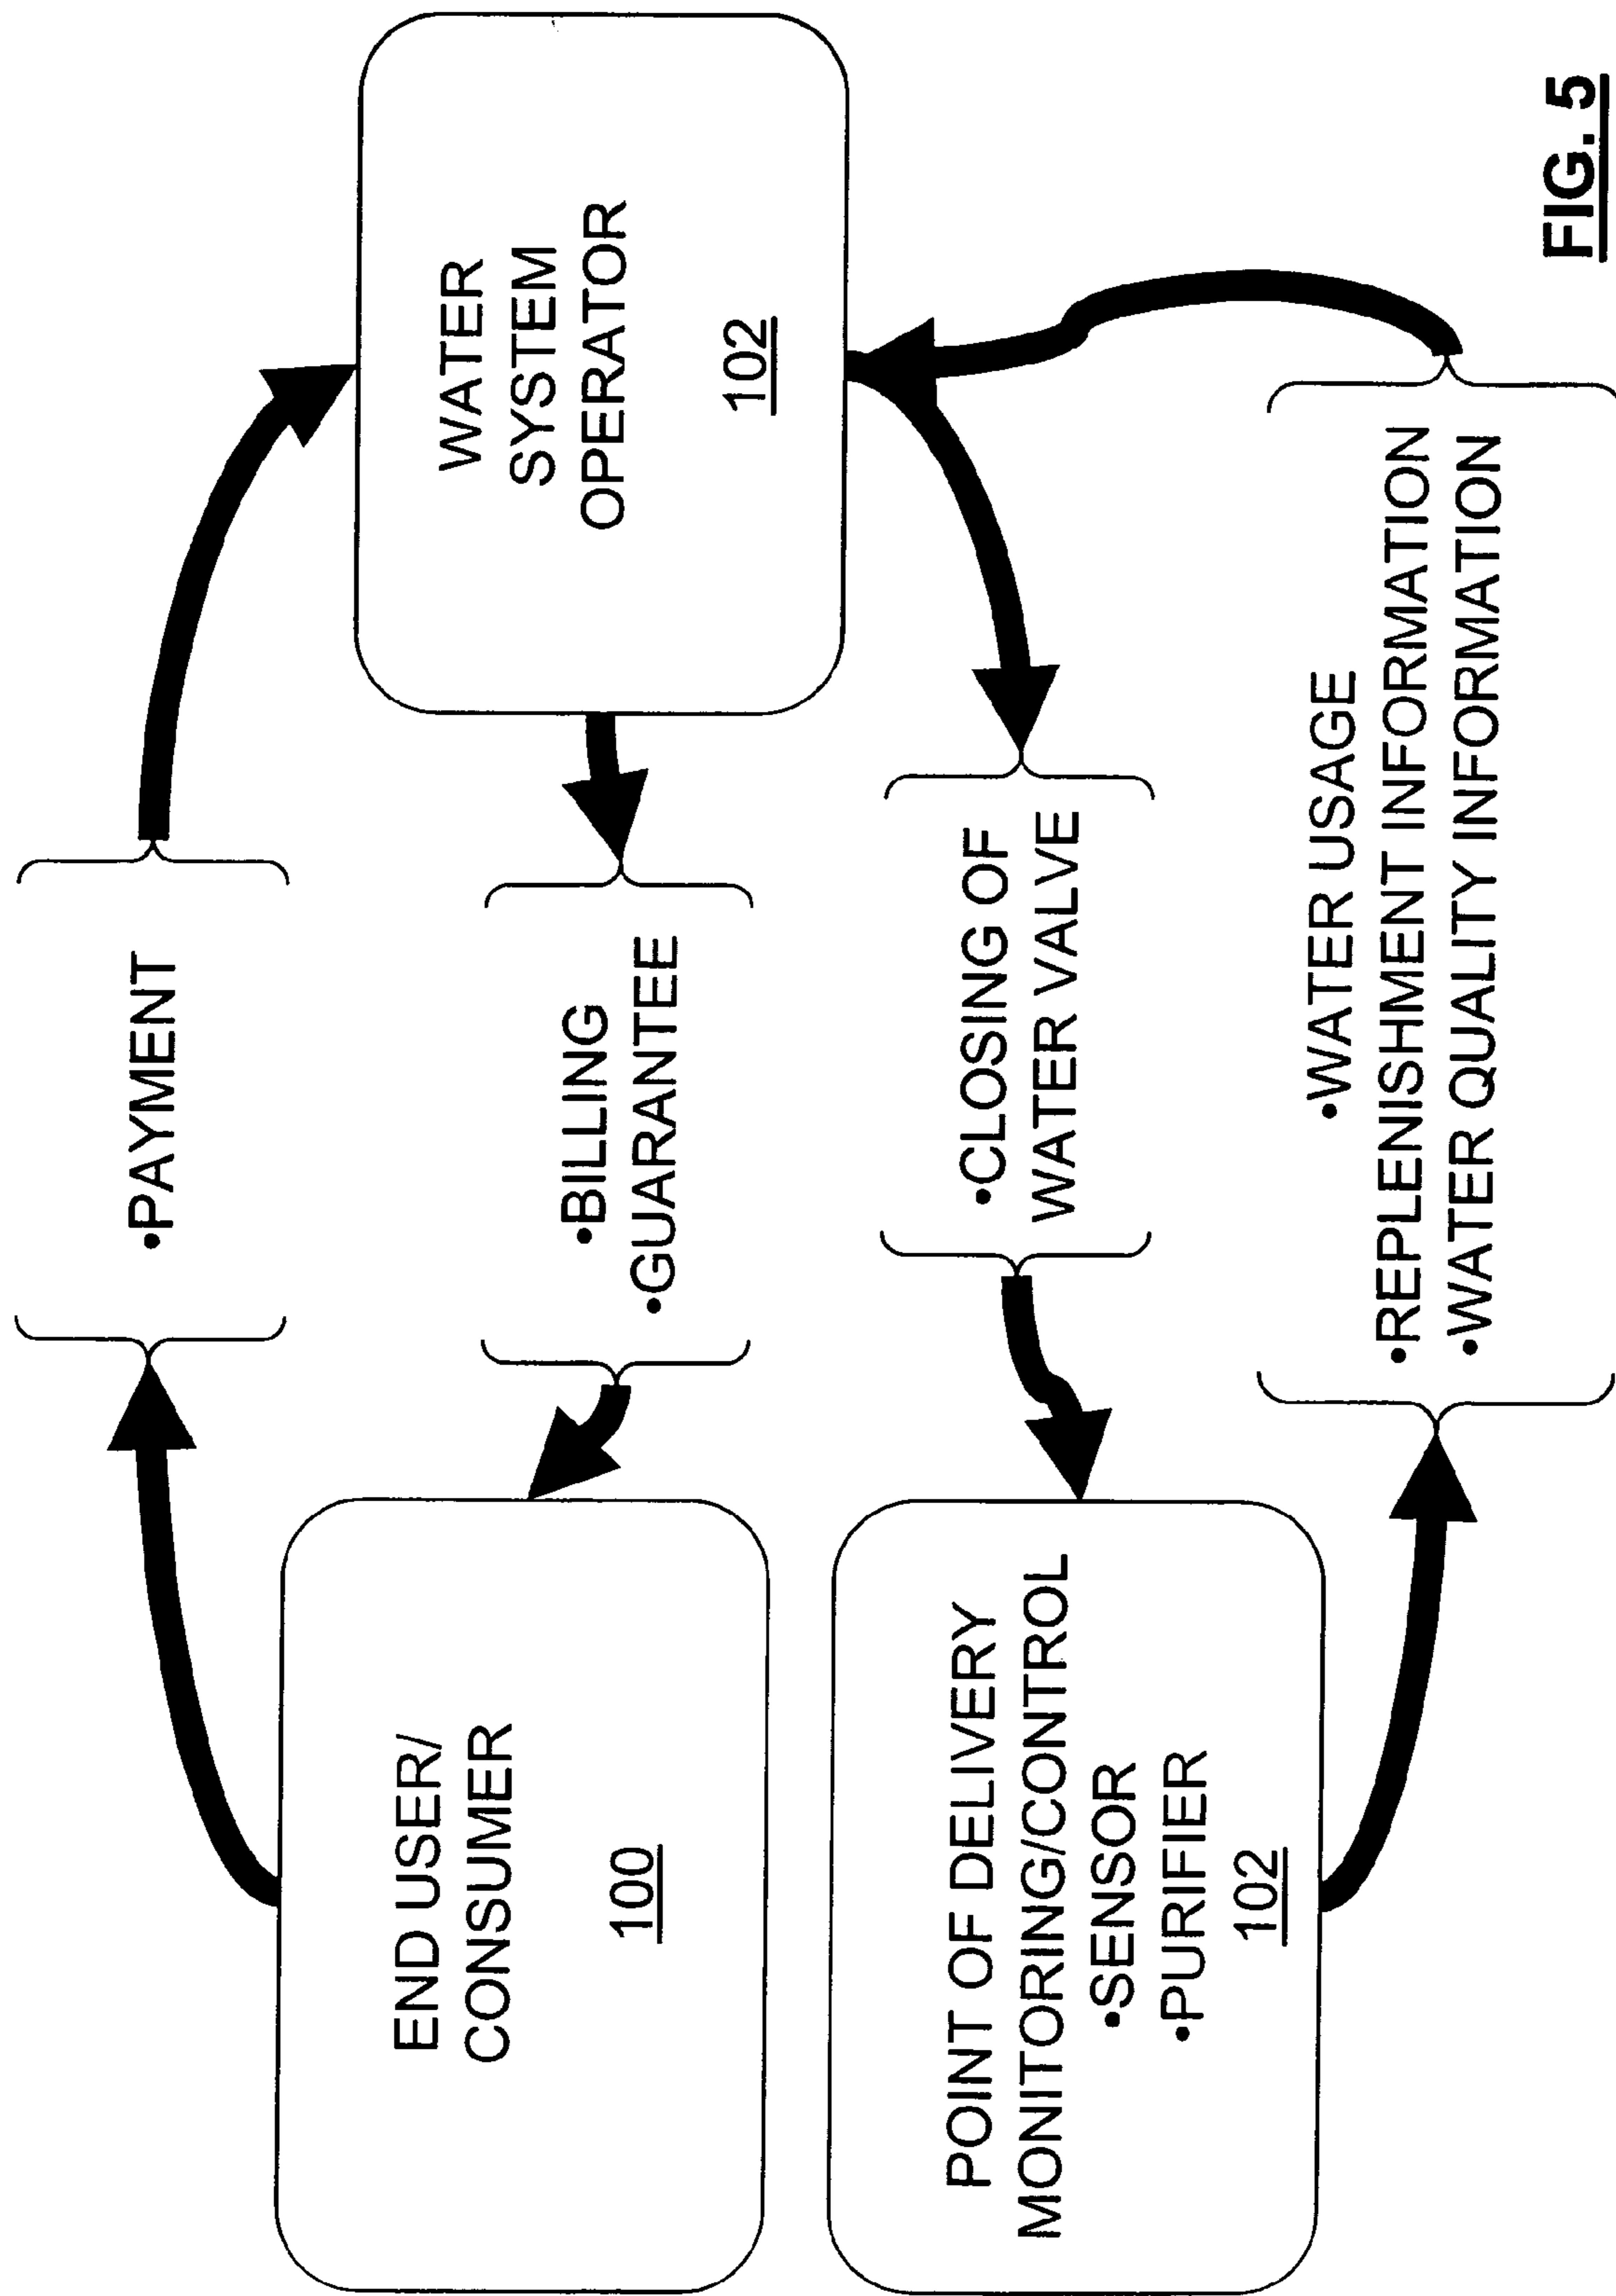 •PAYMENT
END USER/
CONSUMER
100
•BILLING
•GUARANTEE
WATER
SYSTEM
OPERATOR
102
POINT OF DELIVERY
MONITORING/CONTROL
•SENSOR
•PURIFIER
102
•CLOSING OF
WATER VALVE
•WATER USAGE
•REPLENISHMENT INFORMATION
•WATER QUALITY INFORMATION
FIG. 5